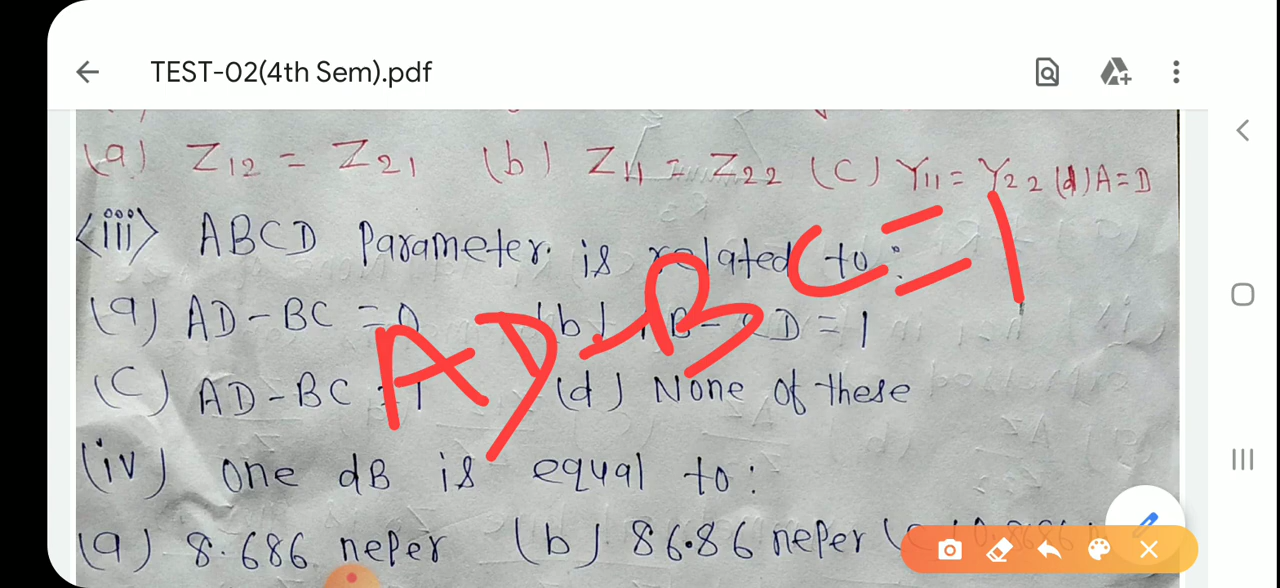 TEST-02(4th Sem).pdf
(a) Z12 = Z21 (b) Z11 = Z22 (C) Y11 = Y22 (d) A = D
<iii> ABCD Parameter is related to:
(a) AD-BC = 0 (b) AB-CD = 1
AD-BC=1
(C) AD-BC = 1 (d) None of these
(iv) one dB is equal to:
(a) 8.686 neper (b) 86.86 neper